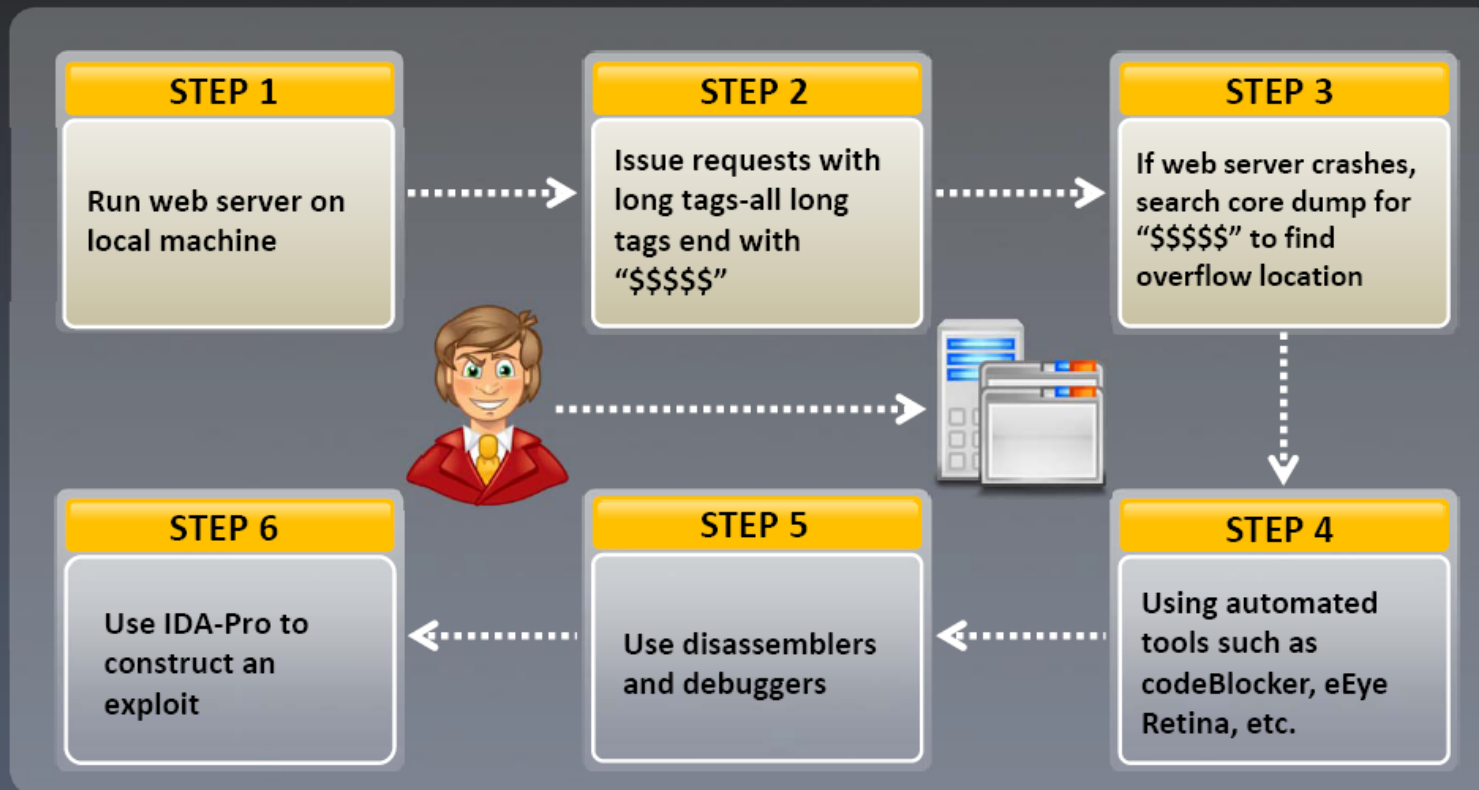 STEP 1
Run web server on
local machine
STEP 2
Issue requests with
long tags-all long
tags end with
“$$$$$”
STEP 3
If web server crashes,
search core dump for
“$$$$$” to find
overflow location
STEP 4
Using automated
tools such as
codeBlocker, eEye
Retina, etc.
STEP 5
Use disassemblers
and debuggers
STEP 6
Use IDA-Pro to
construct an
exploit